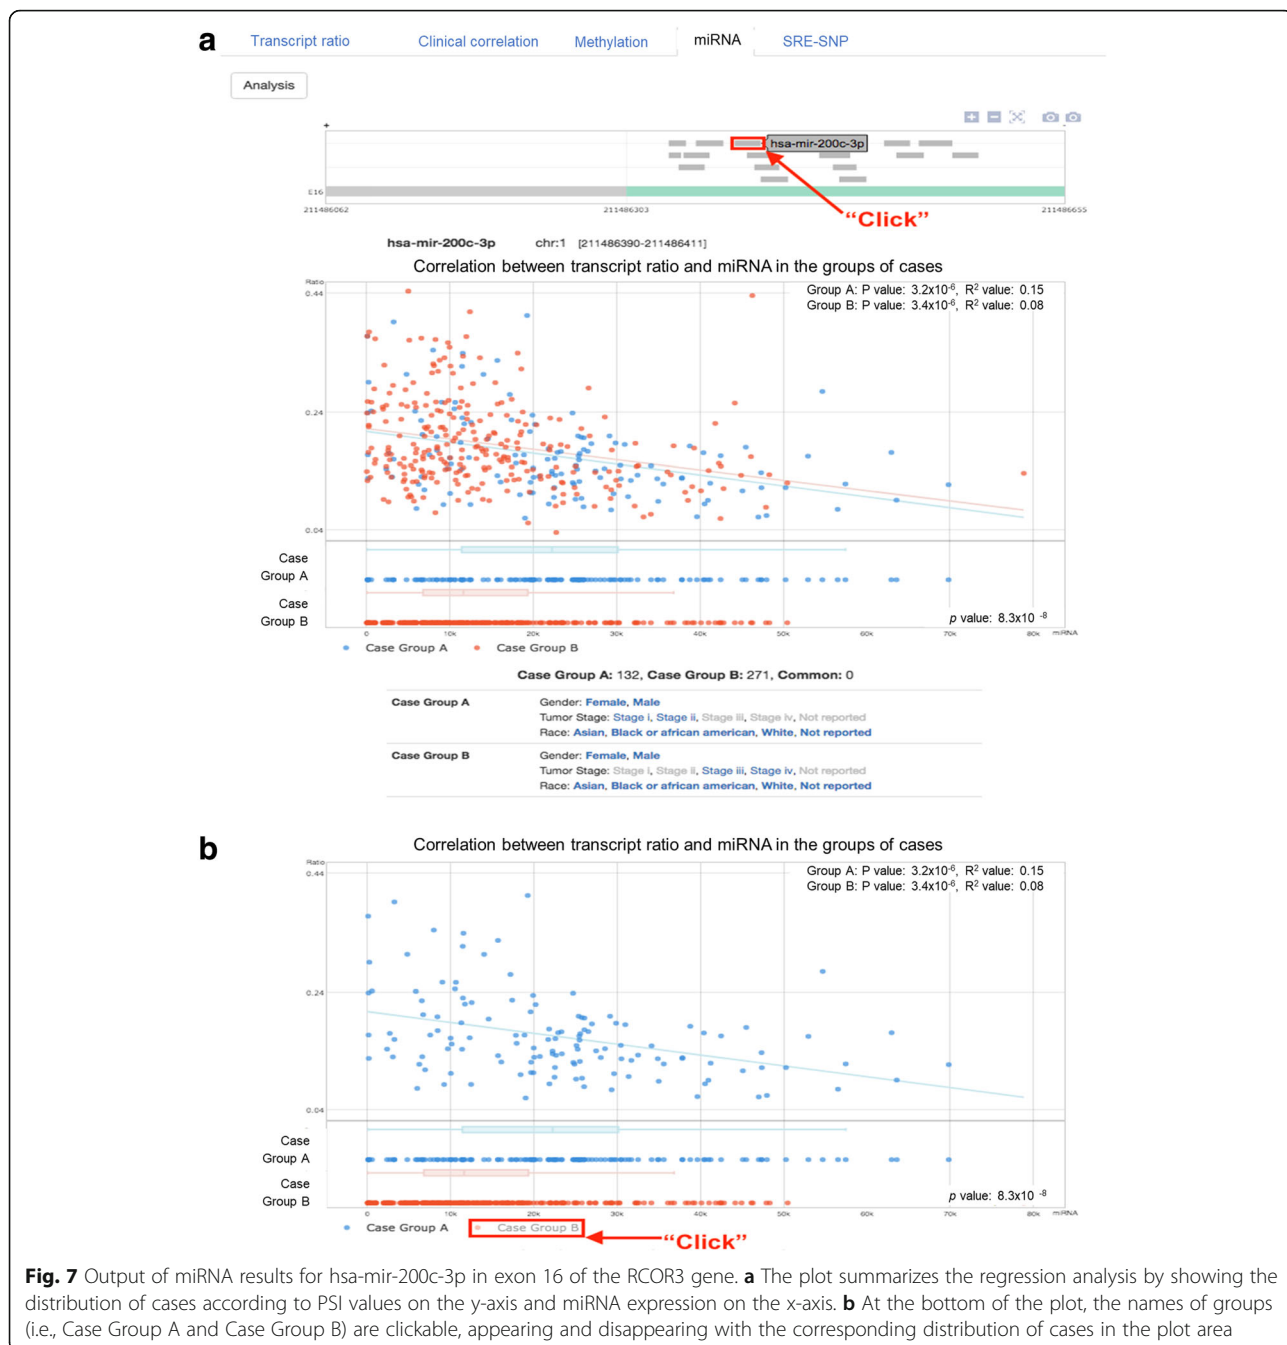 a
Transcript ratio Clinical correlation Methylation miRNA SRE-SNP
Analysis
hsa-mir-200c-3p
E16
211486062 211486303 211486655
“Click”
hsa-mir-200c-3p chr:1 [211486390-211486411]
Correlation between transcript ratio and miRNA in the groups of cases
Ratio
Group A: P value: 3.2x10-6, R2 value: 0.15
0.44
Group B: P value: 3.4x10-6, R2 value: 0.08
0.24
0.04
Case
Group A
Case
Group B
p value: 8.3x10 -8
0 10k 20k 30k 40k 50k 60k 70k 80k miRNA
Case Group A Case Group B
Case Group A: 132, Case Group B: 271, Common: 0
Case Group A Gender: Female, Male
Tumor Stage: Stage i, Stage ii, Stage iii, Stage iv, Not reported
Race: Asian, Black or african american, White, Not reported
Case Group B Gender: Female, Male
Tumor Stage: Stage i, Stage ii, Stage iii, Stage iv, Not reported
Race: Asian, Black or african american, White, Not reported
b
Correlation between transcript ratio and miRNA in the groups of cases
Ratio
Group A: P value: 3.2x10-6, R2 value: 0.15
0.44
Group B: P value: 3.4x10-6, R2 value: 0.08
0.24
0.04
Case
Group A
Case
Group B
p value: 8.3x10 -8
0 10k 20k 30k 40k 50k 60k 70k 80k miRNA
Case Group A Case Group B
“Click”
Fig. 7 Output of miRNA results for hsa-mir-200c-3p in exon 16 of the RCOR3 gene. a The plot summarizes the regression analysis by showing the
distribution of cases according to PSI values on the y-axis and miRNA expression on the x-axis. b At the bottom of the plot, the names of groups
(i.e., Case Group A and Case Group B) are clickable, appearing and disappearing with the corresponding distribution of cases in the plot area